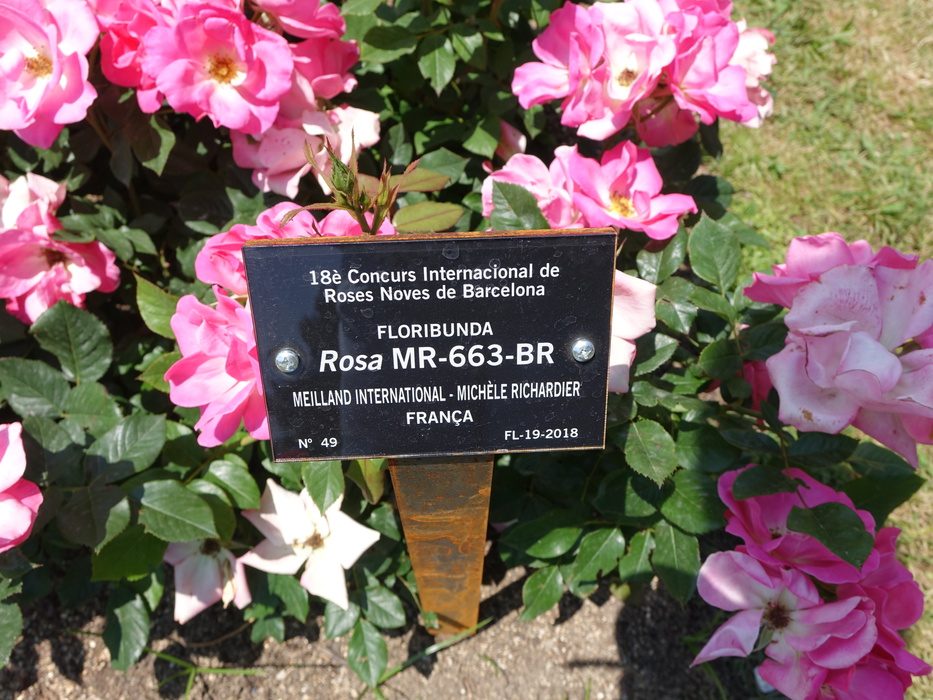 18è Concurs Internacional de
Roses Noves de Barcelona
FLORIBUNDA
Rosa MR-663-BR
MEILLAND INTERNATIONAL - MICHÈLE RICHARDIER
FRANÇA
Nº 49 FL-19-2018